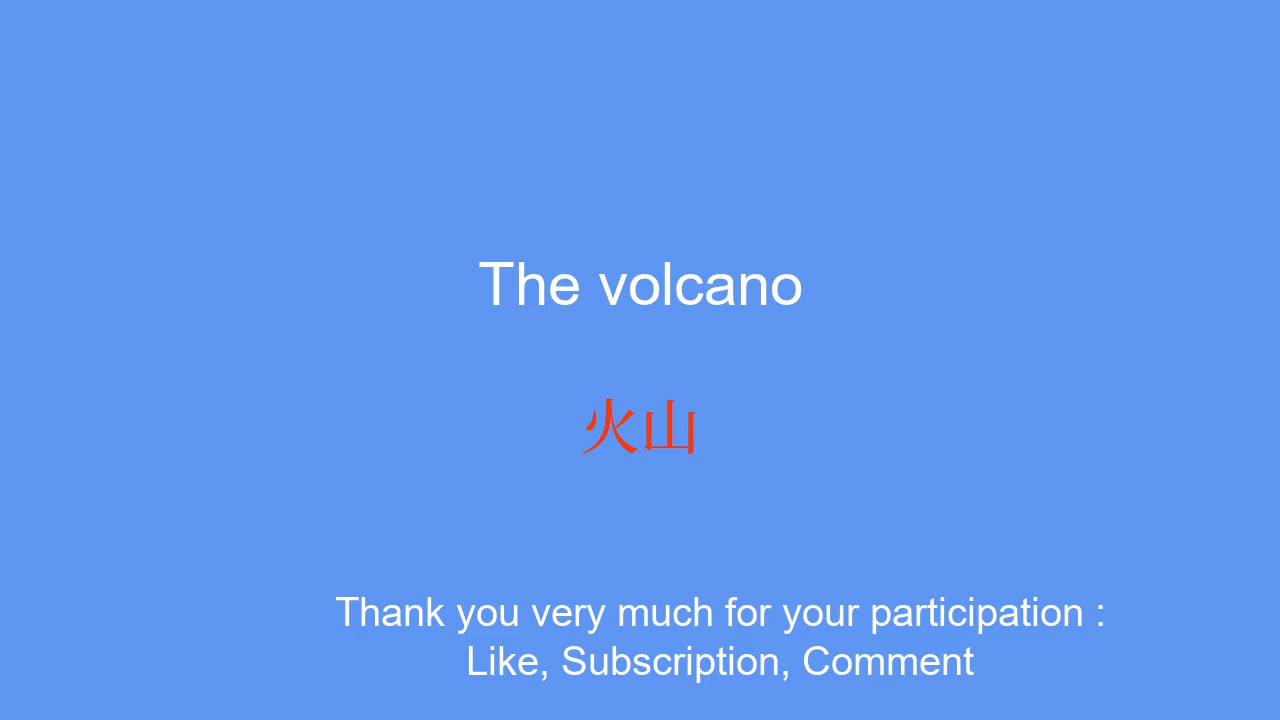 The volcano
火山
Thank you very much for your participation :
Like, Subscription, Comment